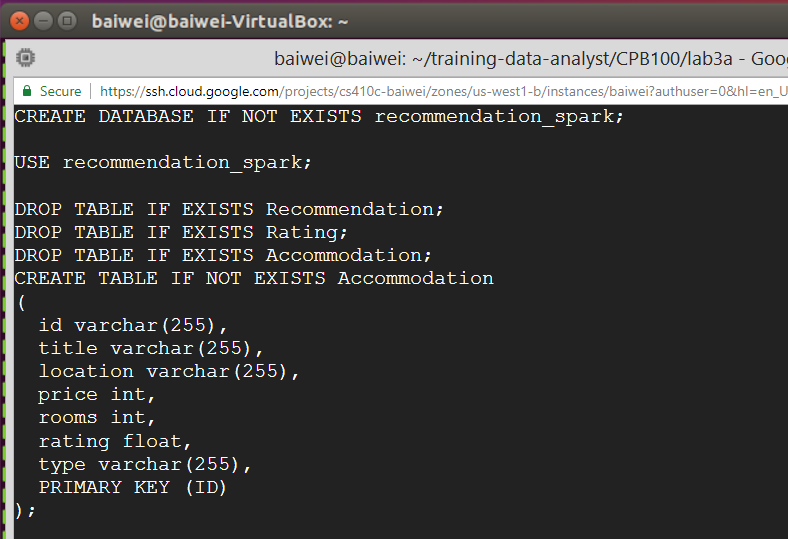 baiwei@baiwei-VirtualBox: ~
baiwei@baiwei: ~/training-data-analyst/CPB100/lab3a - Goo
Secure https://ssh.cloud.google.com/projects/cs410c-baiwei/zones/us-west1-b/instances/baiwei?authuser=0&hl=en_U
CREATE DATABASE IF NOT EXISTS recommendation_spark;
USE recommendation_spark;
DROP TABLE IF EXISTS Recommendation;
DROP TABLE IF EXISTS Rating;
DROP TABLE IF EXISTS Accommodation;
CREATE TABLE IF NOT EXISTS Accommodation
(
id varchar(255),
title varchar(255),
location varchar(255),
price int,
rooms int,
rating float,
type varchar(255),
PRIMARY KEY (ID)
);